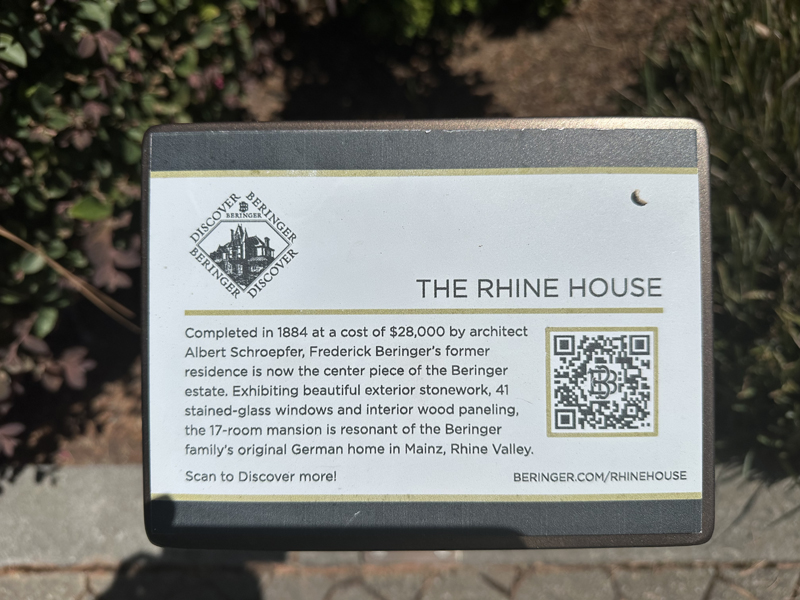 DISCOVER BERINGER
BERINGER
BERINGER DISCOVER
THE RHINE HOUSE
Completed in 1884 at a cost of $28,000 by architect
Albert Schroepfer, Frederick Beringer's former
residence is now the center piece of the Beringer
estate. Exhibiting beautiful exterior stonework, 41
stained-glass windows and interior wood paneling,
the 17-room mansion is resonant of the Beringer
family's original German home in Mainz, Rhine Valley.
Scan to Discover more!
BERINGER.COM/RHINEHOUSE